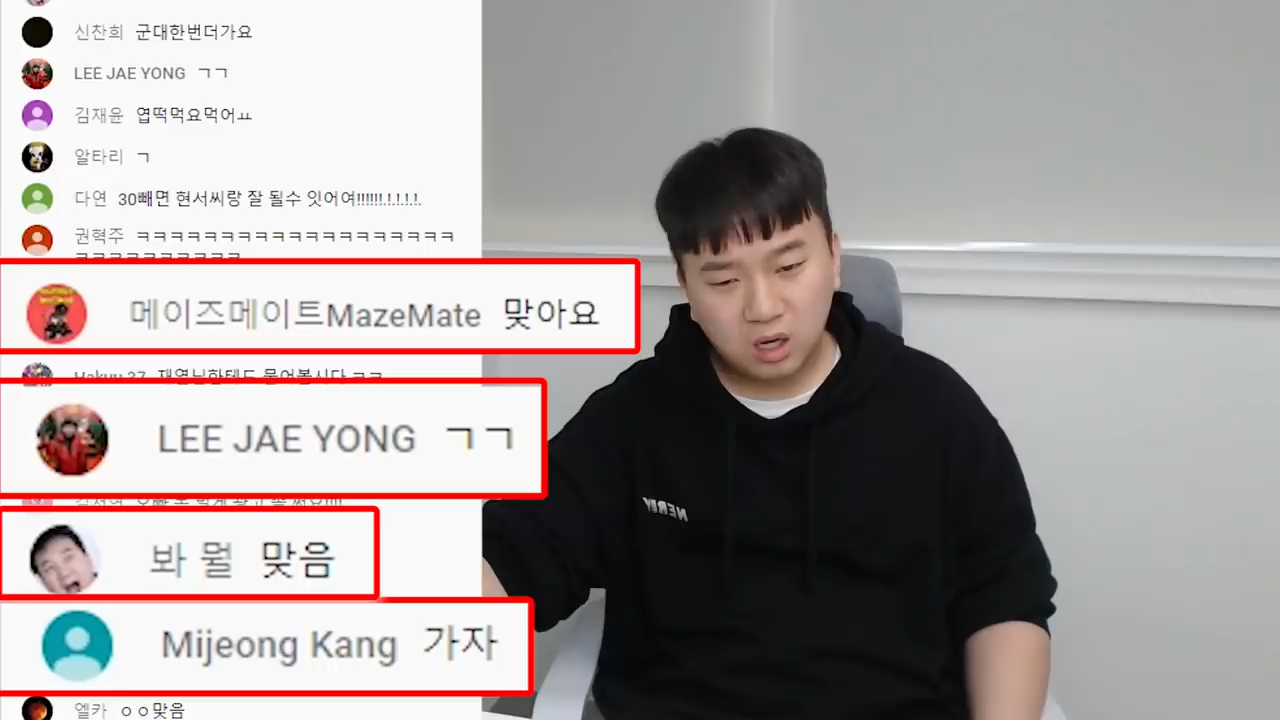 신찬희 군대한번더가요
LEE JAE YONG ㄱㄱ
김재윤 엽떡먹요먹어ㅛ
알타리 ㄱ
다연 30빼면 현서씨랑 잘 될수 잇어여!!!!!!.!.!.!.!.
권혁주 ㅋㅋㅋㅋㅋㅋㅋㅋㅋㅋㅋㅋㅋㅋㅋㅋㅋㅋㅋ
메이즈메이트MazeMate 맞아요
LEE JAE YONG ㄱㄱ
봐 뭘 맞음
Mijeong Kang 가자
엘카 ㅇㅇ맞음
NERDY